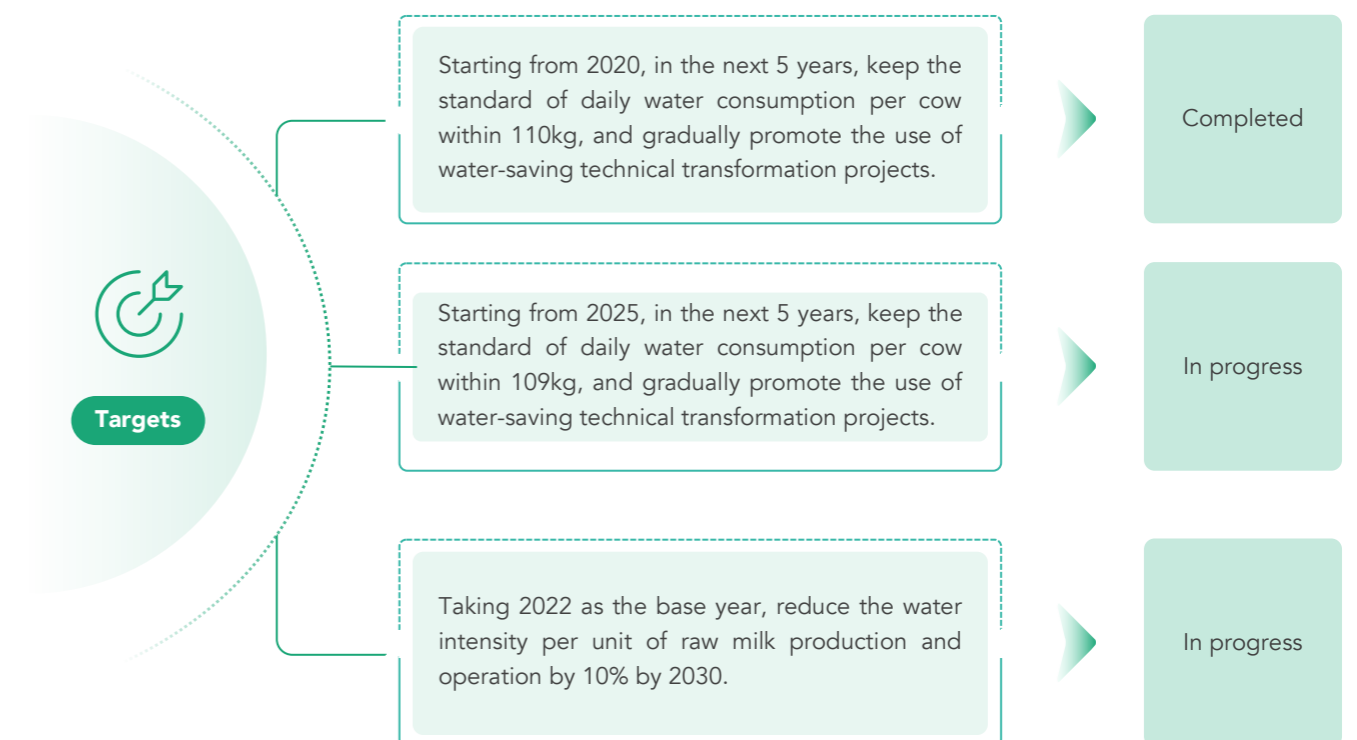 Targets
Starting from 2020, in the next 5 years, keep the
standard of daily water consumption per cow
within 110kg, and gradually promote the use of
water-saving technical transformation projects.
Completed
Starting from 2025, in the next 5 years, keep the
standard of daily water consumption per cow
within 109kg, and gradually promote the use of
water-saving technical transformation projects.
In progress
Taking 2022 as the base year, reduce the water
intensity per unit of raw milk production and
operation by 10% by 2030.
In progress